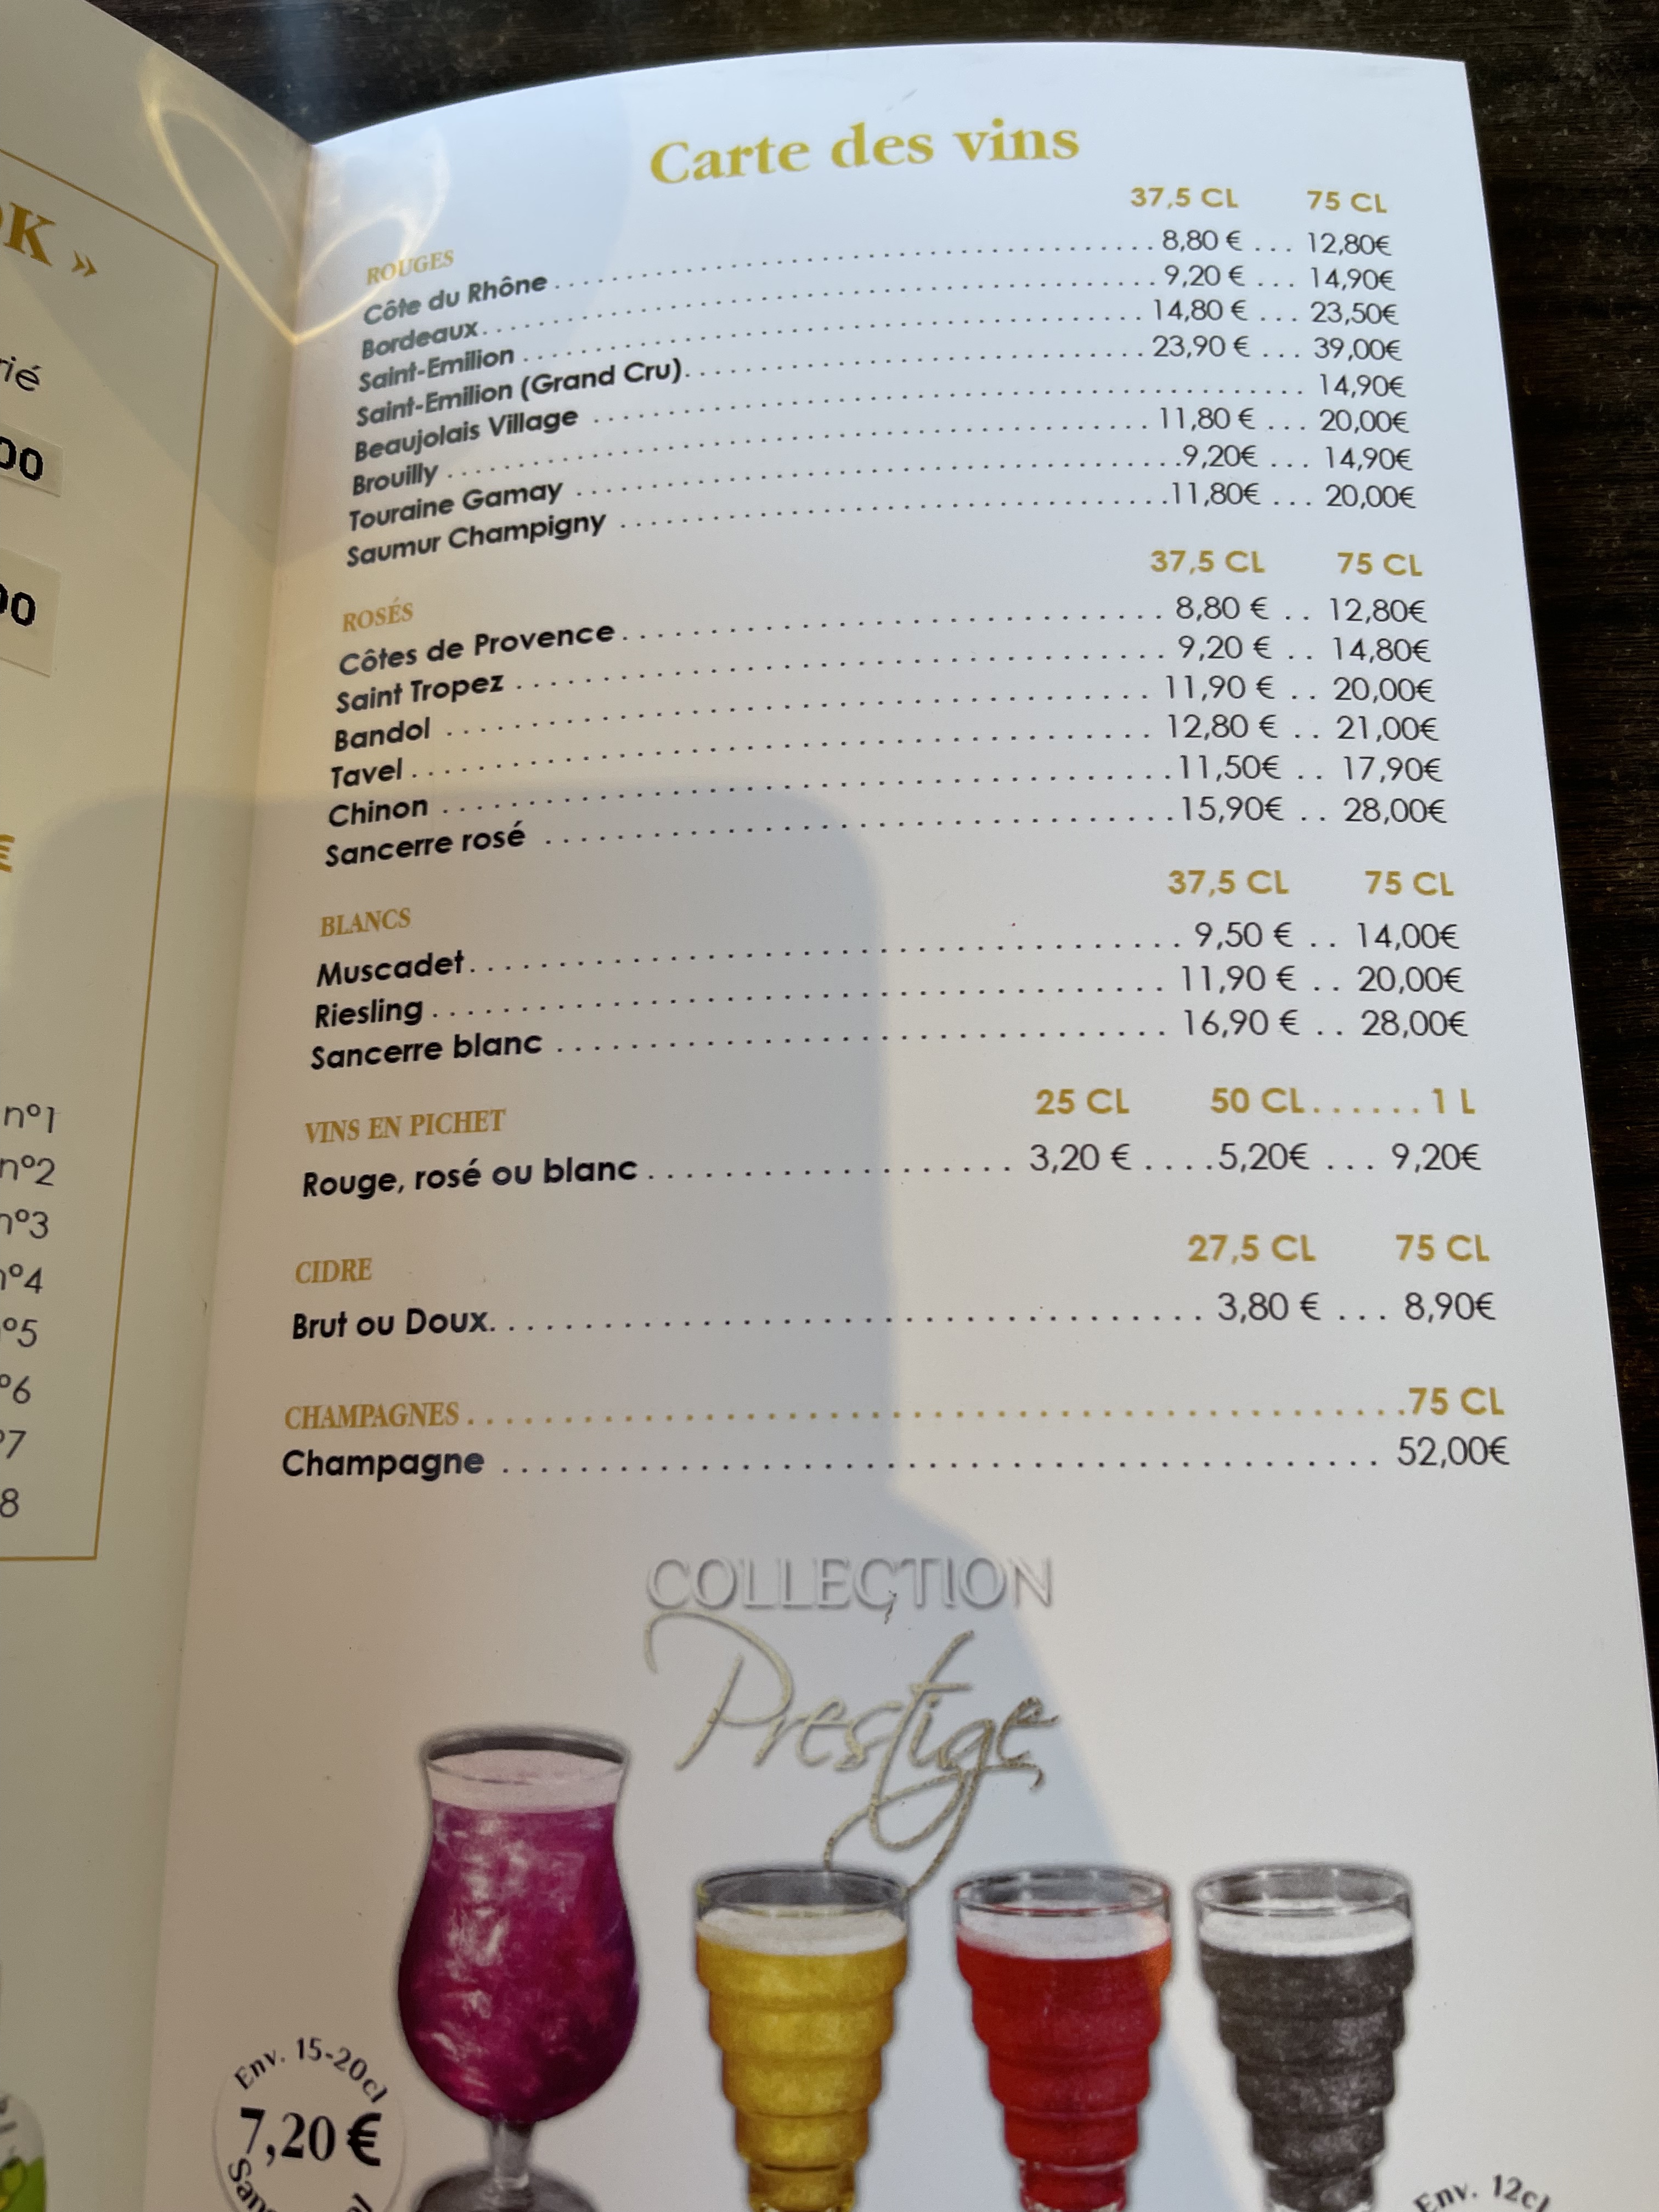 K »
rié
00
00
€
n°1
n°2
n°3
n°4
n°5
°6
°7
8
Carte des vins
37,5 CL 75 CL
ROUGES
Côte du Rhône 8,80 € ... 12,80€
Bordeaux 9,20 € ... 14,90€
Saint-Emilion 14,80 € ... 23,50€
Saint-Emilion (Grand Cru) 23,90 € ... 39,00€
Beaujolais Village 14,90€
Brouilly 11,80 € ... 20,00€
Touraine Gamay 9,20€ ... 14,90€
Saumur Champigny 11,80€ ... 20,00€
37,5 CL 75 CL
ROSÉS
Côtes de Provence 8,80 € .. 12,80€
Saint Tropez 9,20 € .. 14,80€
Bandol 11,90 € .. 20,00€
Tavel 12,80 € .. 21,00€
Chinon 11,50€ .. 17,90€
Sancerre rosé 15,90€ .. 28,00€
37,5 CL 75 CL
BLANCS
Muscadet 9,50 € .. 14,00€
Riesling 11,90 € .. 20,00€
Sancerre blanc 16,90 € .. 28,00€
VINS EN PICHET 25 CL 50 CL ...... 1 L
Rouge, rosé ou blanc 3,20 € .... 5,20€ ... 9,20€
CIDRE 27,5 CL 75 CL
Brut ou Doux 3,80 € ... 8,90€
CHAMPAGNES 75 CL
Champagne 52,00€
COLLECTION
Prestige
Env. 15-20cl
7,20 €
Env. 12cl